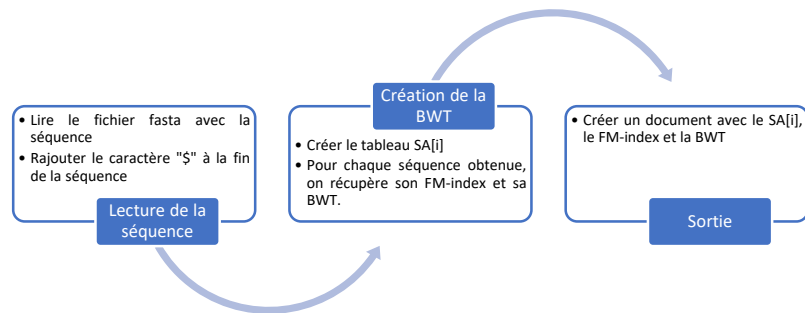 • Lire le fichier fasta avec la
séquence
• Rajouter le caractère "$" à la fin
de la séquence
Lecture de la
séquence
Création de la
BWT
• Créer le tableau SA[i]
• Pour chaque séquence obtenue,
on récupère son FM-index et sa
BWT.
• Créer un document avec le SA[i],
le FM-index et la BWT
Sortie